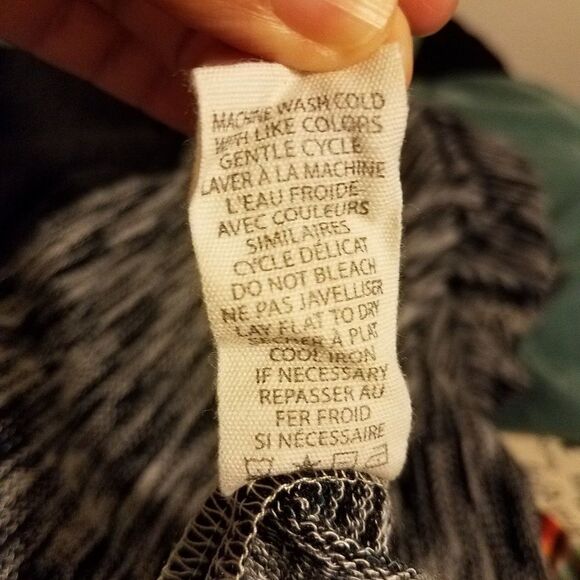 MACHINE WASH COLD
WITH LIKE COLORS
GENTLE CYCLE
LAVER À LA MACHINE
L'EAU FROIDE
AVEC COULEURS
SIMILAIRES
CYCLE DÉLICAT
DO NOT BLEACH
NE PAS JAVELLISER
LAY FLAT TO DRY
SÉCHER À PLAT
COOL IRON
IF NECESSARY
REPASSER AU
FER FROID
SI NÉCESSAIRE